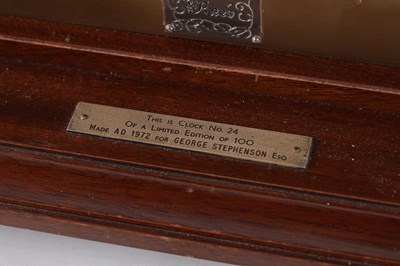 This is Clock No. 24
Of a Limited Edition of 100
Made AD 1972 for GEORGE STEPHENSON Esq